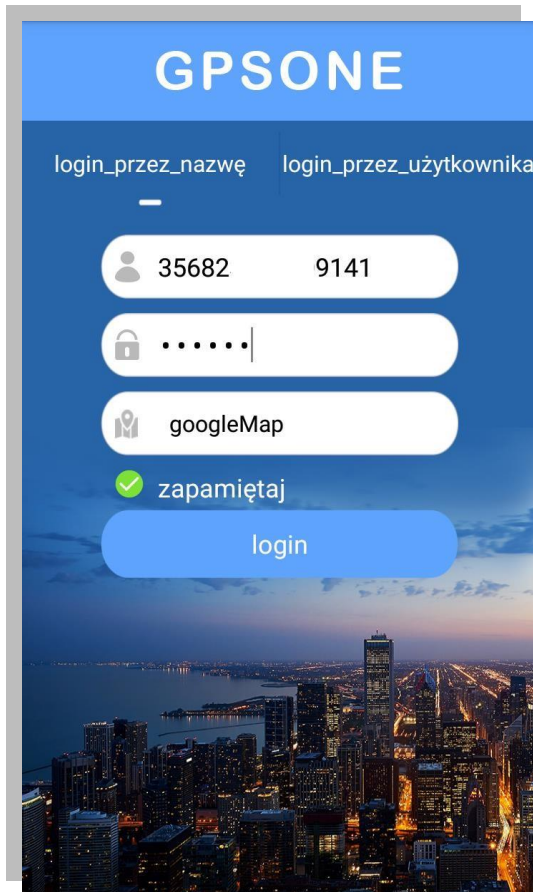 GPSONE
login_przez_nazwę login_przez_użytkownika
35682 9141
••••••
googleMap
zapamiętaj
login